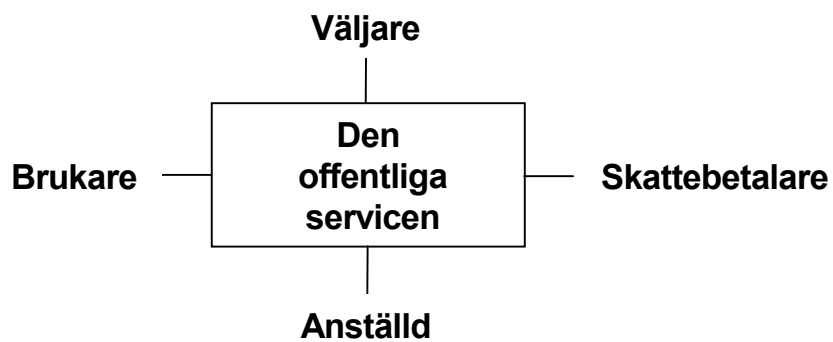 Väljare
Den
offentliga
servicen
Brukare
Skattebetalare
Anställd